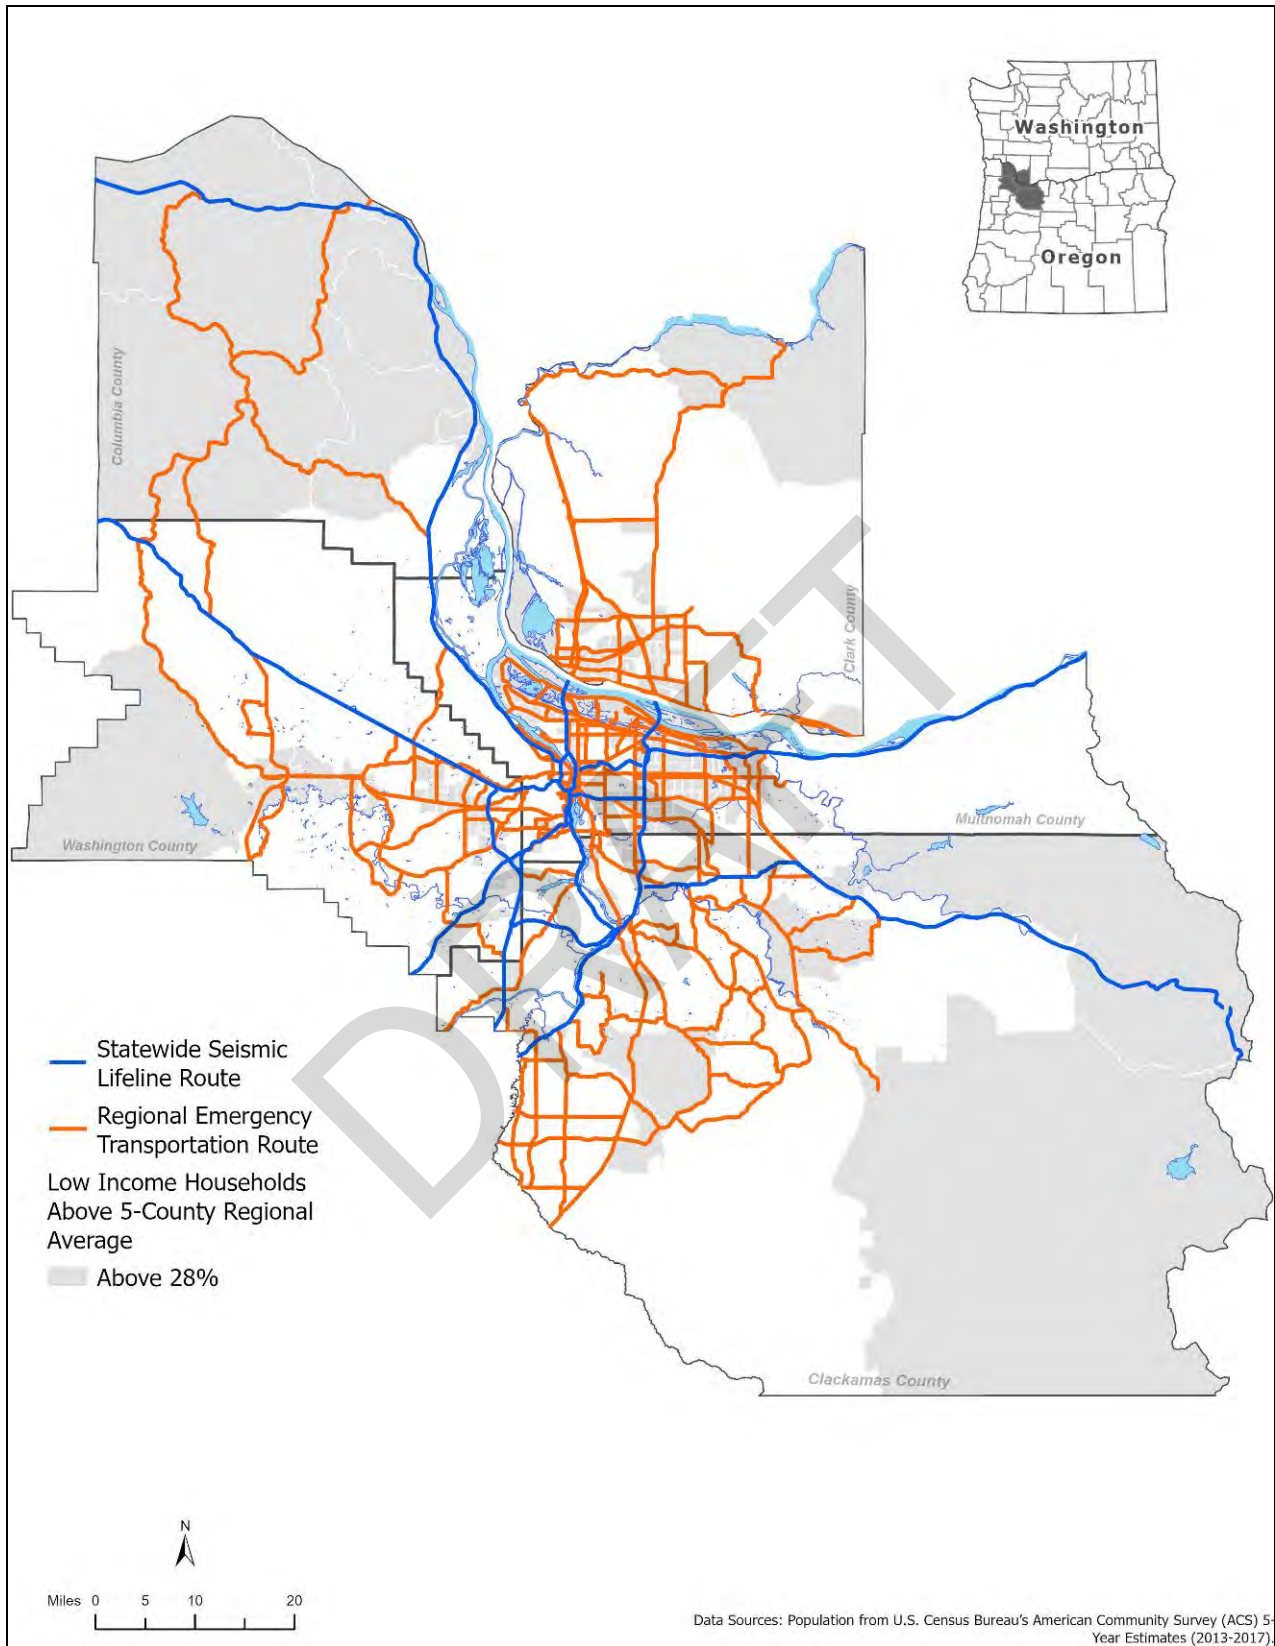 Washington
Oregon
Columbia County
Clark County
Multnomah County
Washington County
DRAFT
Statewide Seismic
Lifeline Route
Regional Emergency
Transportation Route
Low Income Households
Above 5-County Regional
Average
Above 28%
Clackamas County
N
Miles 0 5 10 20
Data Sources: Population from U.S. Census Bureau's American Community Survey (ACS) 5-
Year Estimates (2013-2017).